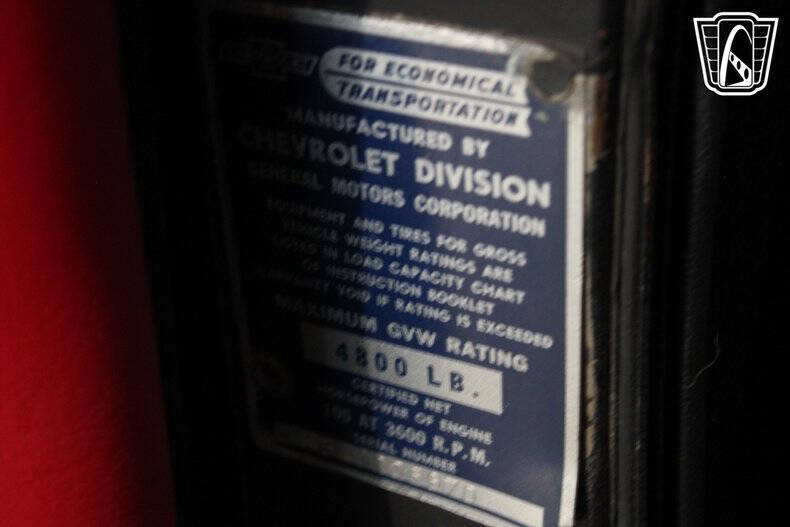 CHEVROLET
FOR ECONOMICAL
TRANSPORTATION
MANUFACTURED BY
CHEVROLET DIVISION
GENERAL MOTORS CORPORATION
EQUIPMENT AND TIRES FOR GROSS
VEHICLE WEIGHT RATINGS ARE
LISTED IN LOAD CAPACITY CHART
OF INSTRUCTION BOOKLET
WARRANTY VOID IF RATING IS EXCEEDED
MAXIMUM GVW RATING
4800 LB.
CERTIFIED NET
HORSEPOWER OF ENGINE
AT 3600 R.P.M.
SERIAL NUMBER